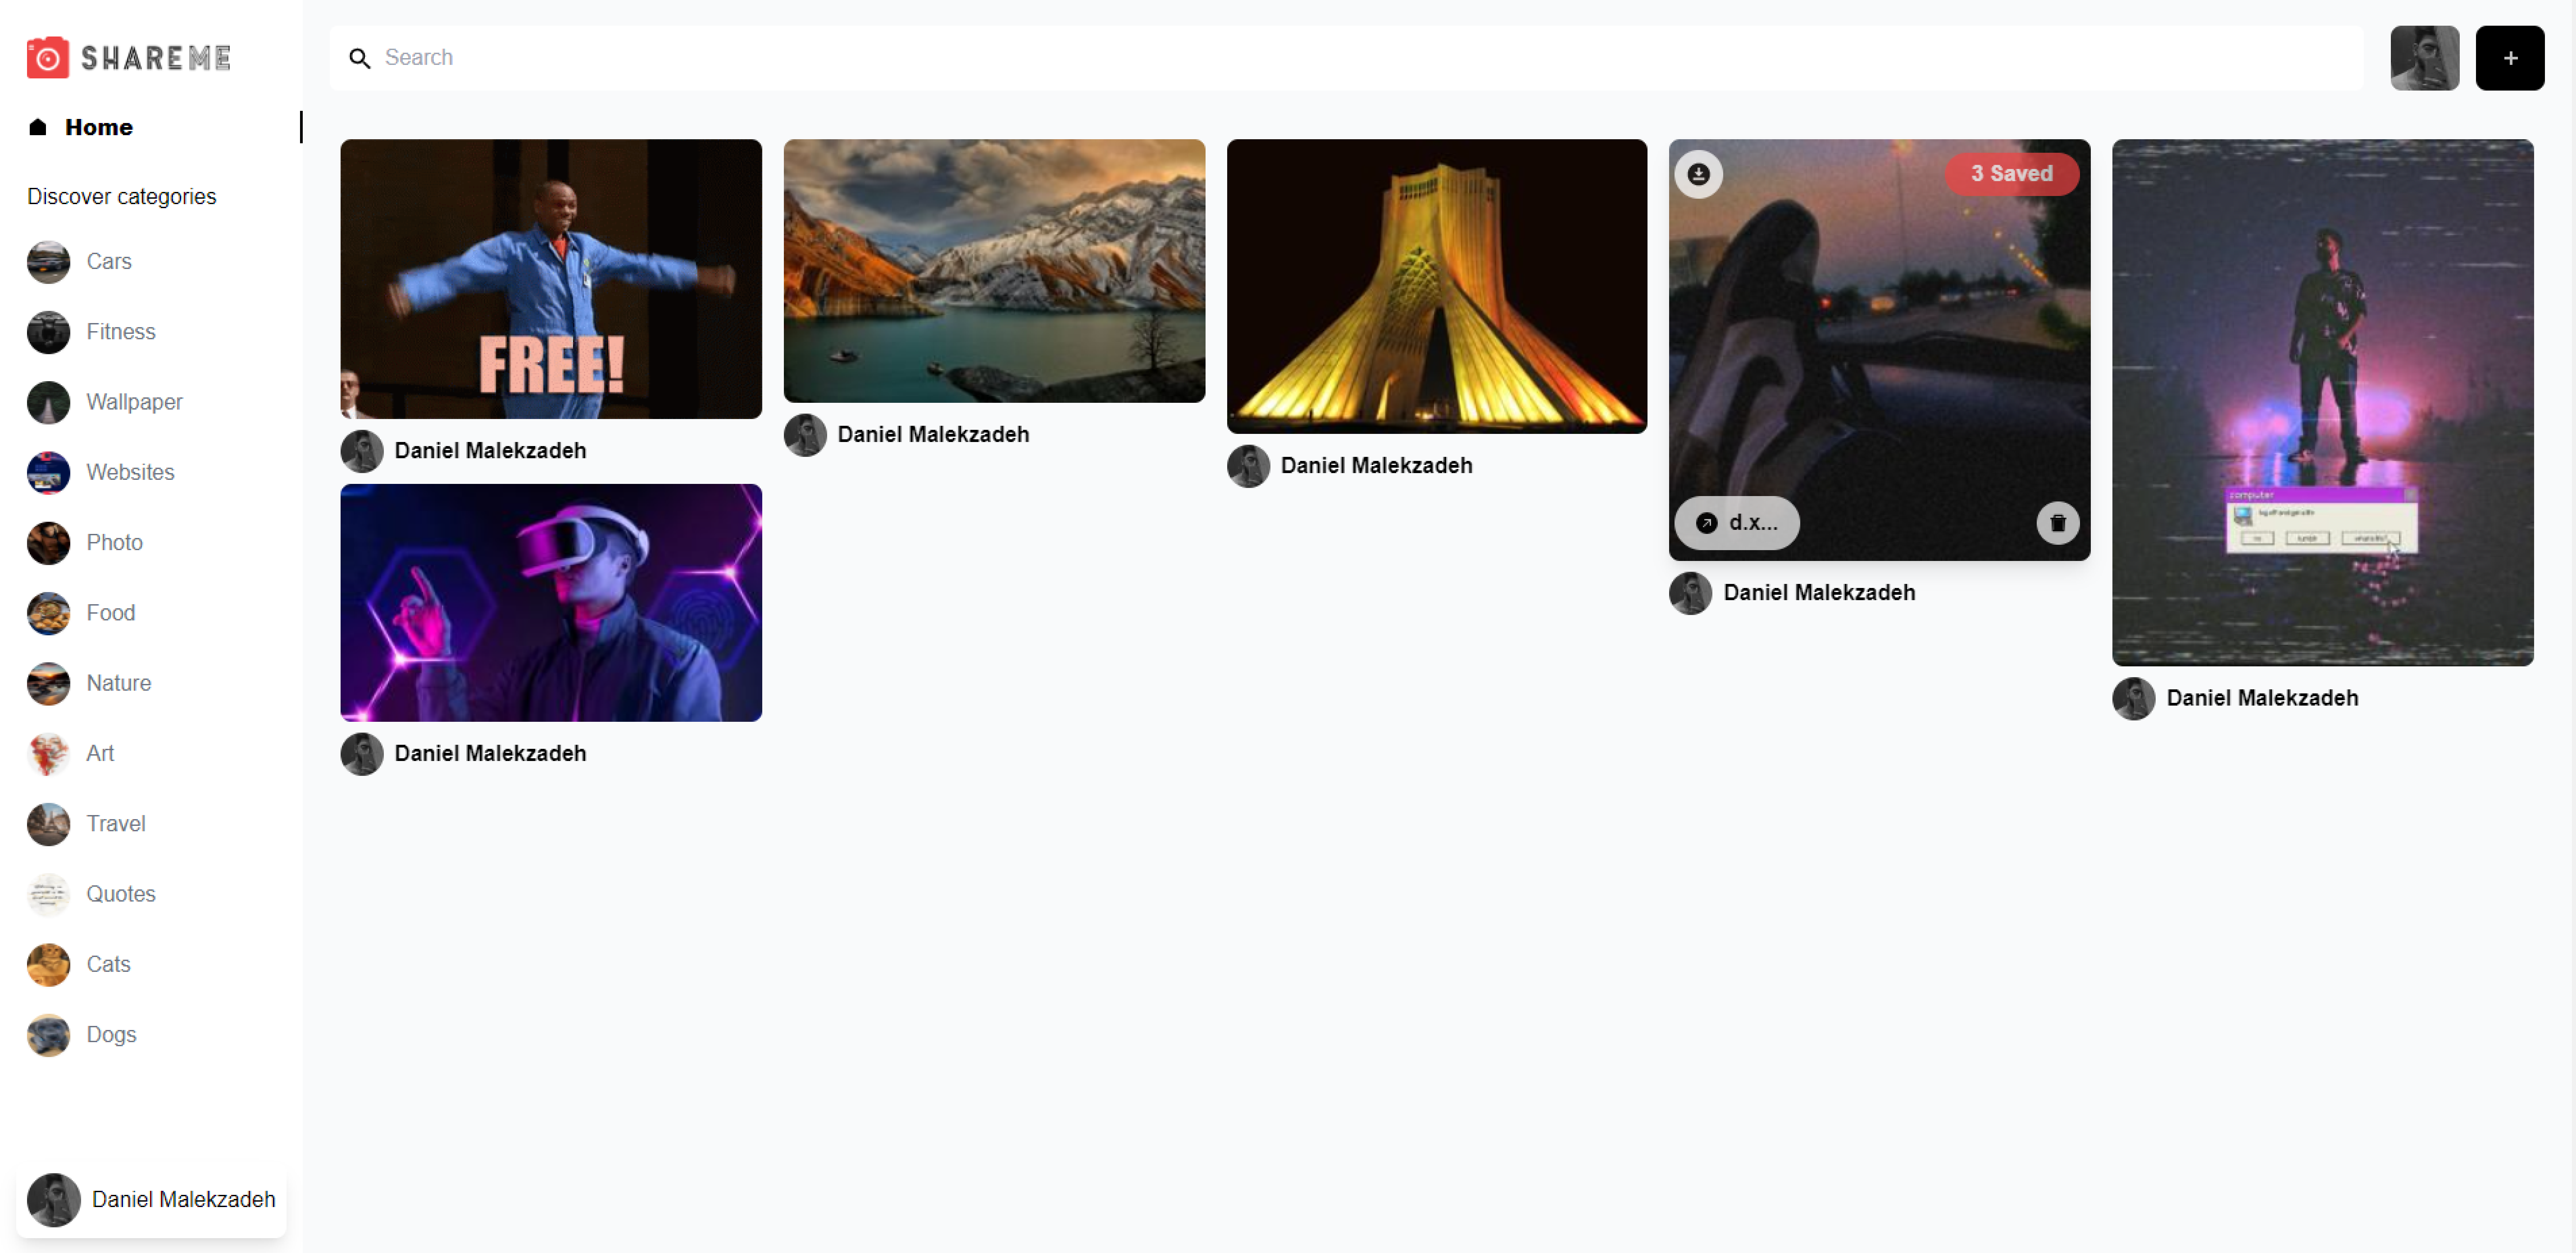 SHAREME
Search
+
Home
Discover categories
Cars
Fitness
Wallpaper
Websites
Photo
Food
Nature
Art
Travel
Quotes
Cats
Dogs
Daniel Malekzadeh
FREE!
Daniel Malekzadeh
Daniel Malekzadeh
Daniel Malekzadeh
Daniel Malekzadeh
3 Saved
d.x...
Daniel Malekzadeh
computer
Daniel Malekzadeh